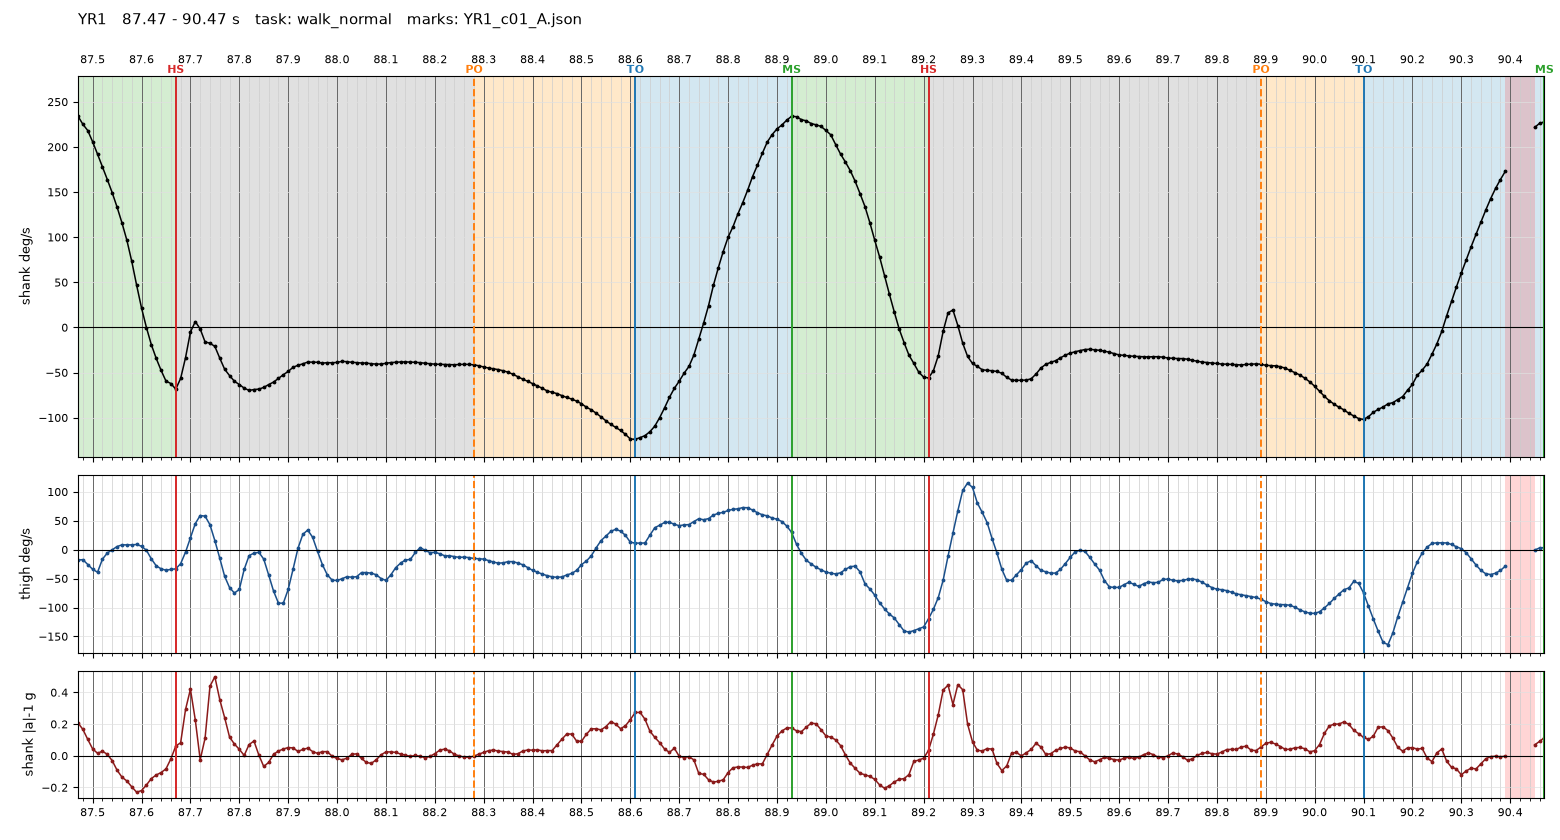 YR1   87.47 - 90.47 s   task: walk_normal   marks: YR1_c01_A.json
87.5 87.6 87.7 87.8 87.9 88.0 88.1 88.2 88.3 88.4 88.5 88.6 88.7 88.8 88.9 89.0 89.1 89.2 89.3 89.4 89.5 89.6 89.7 89.8 89.9 90.0 90.1 90.2 90.3 90.4
HS PO TO MS HS PO TO MS
shank deg/s
250
200
150
100
50
0
−50
−100
thigh deg/s
100
50
0
−50
−100
−150
shank |a|-1 g
0.4
0.2
0.0
−0.2
87.5 87.6 87.7 87.8 87.9 88.0 88.1 88.2 88.3 88.4 88.5 88.6 88.7 88.8 88.9 89.0 89.1 89.2 89.3 89.4 89.5 89.6 89.7 89.8 89.9 90.0 90.1 90.2 90.3 90.4